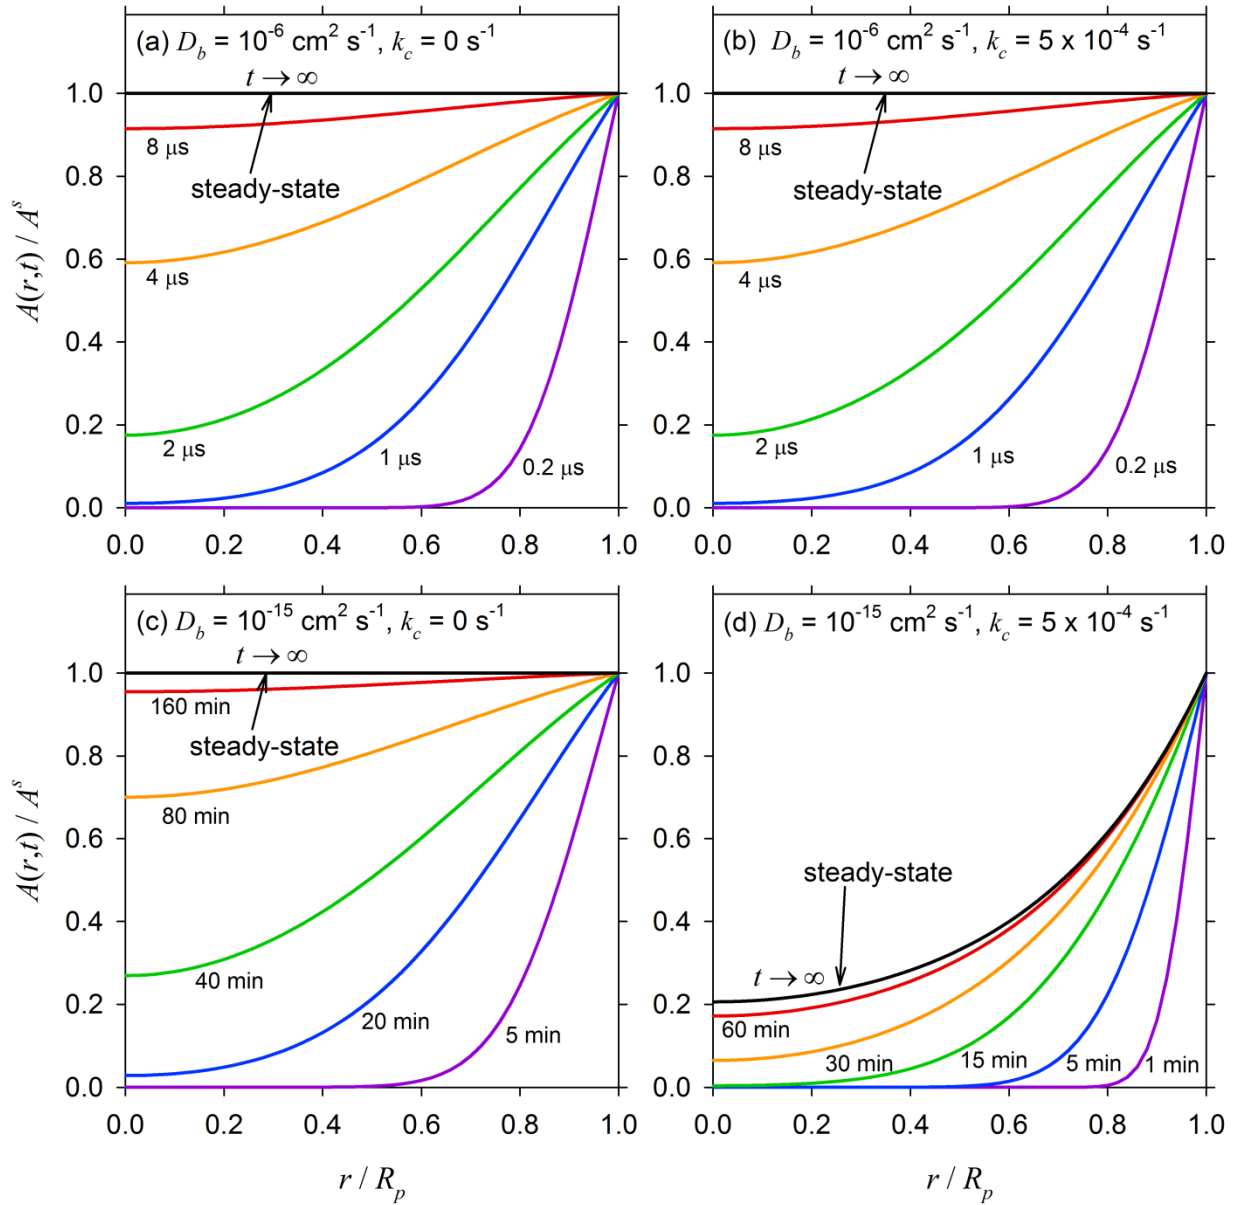 (a) D_b = 10^-6 cm^2 s^-1, k_c = 0 s^-1
t → ∞
1.0
8 μs
steady-state
0.8
0.6
4 μs
0.4
0.2
2 μs
1 μs
0.2 μs
0.0
0.0 0.2 0.4 0.6 0.8 1.0
A(r,t) / A^s
(b) D_b = 10^-6 cm^2 s^-1, k_c = 5 x 10^-4 s^-1
t → ∞
1.0
8 μs
steady-state
0.8
0.6
4 μs
0.4
0.2
2 μs
1 μs
0.2 μs
0.0
0.0 0.2 0.4 0.6 0.8 1.0
(c) D_b = 10^-15 cm^2 s^-1, k_c = 0 s^-1
t → ∞
1.0
160 min
steady-state
0.8
80 min
0.6
0.4
40 min
0.2
20 min
5 min
0.0
0.0 0.2 0.4 0.6 0.8 1.0
A(r,t) / A^s
r / R_p
(d) D_b = 10^-15 cm^2 s^-1, k_c = 5 x 10^-4 s^-1
1.0
0.8
0.6
steady-state
0.4
t → ∞
0.2
60 min
30 min
15 min
5 min
1 min
0.0
0.0 0.2 0.4 0.6 0.8 1.0
r / R_p